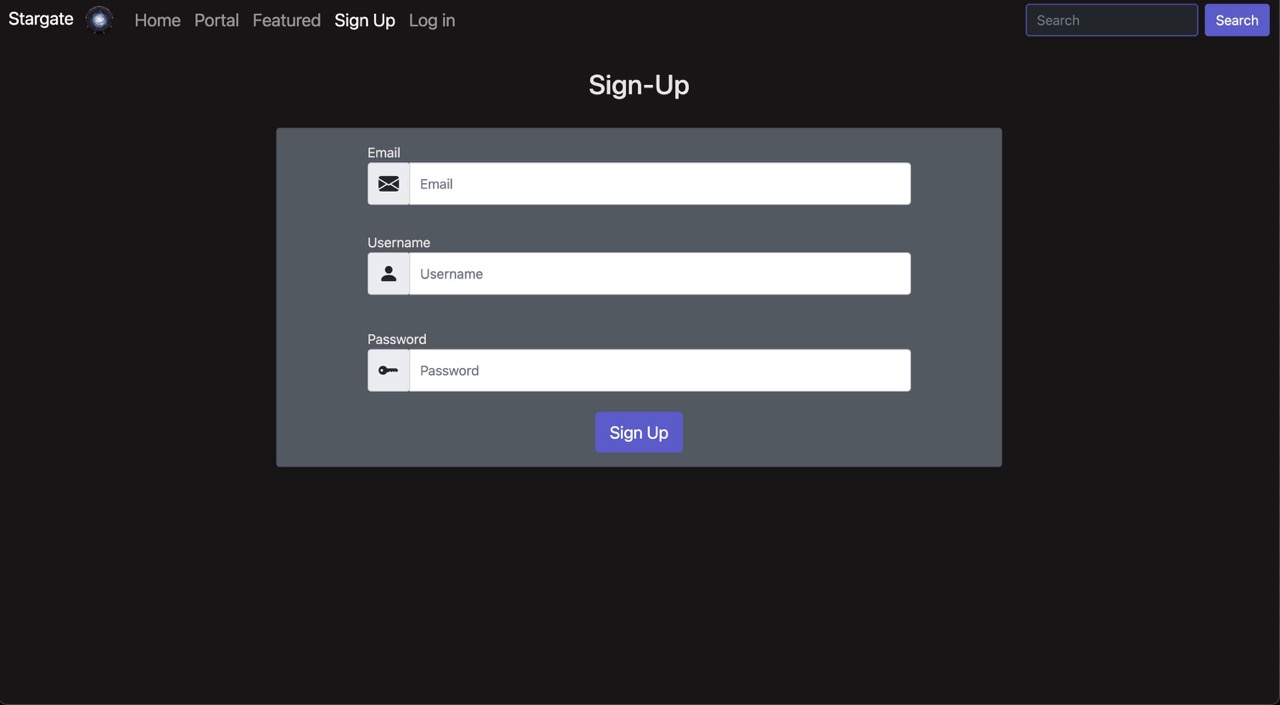 Stargate Home Portal Featured Sign Up Log in Search Search
Sign-Up
Email
Email
Username
Username
Password
Password
Sign Up